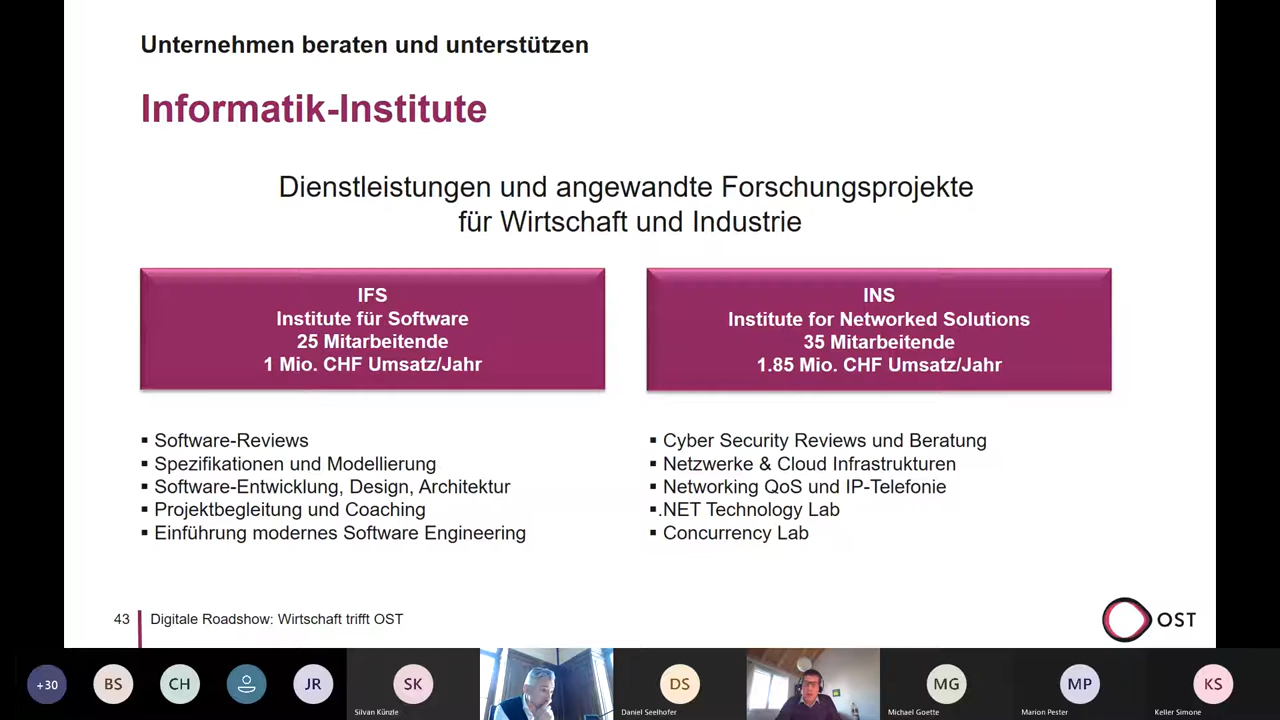 Unternehmen beraten und unterstützen
Informatik-Institute
Dienstleistungen und angewandte Forschungsprojekte
für Wirtschaft und Industrie
IFS
Institute für Software
25 Mitarbeitende
1 Mio. CHF Umsatz/Jahr
INS
Institute for Networked Solutions
35 Mitarbeitende
1.85 Mio. CHF Umsatz/Jahr
▪ Software-Reviews
▪ Spezifikationen und Modellierung
▪ Software-Entwicklung, Design, Architektur
▪ Projektbegleitung und Coaching
▪ Einführung modernes Software Engineering
▪ Cyber Security Reviews und Beratung
▪ Netzwerke & Cloud Infrastrukturen
▪ Networking QoS und IP-Telefonie
▪ .NET Technology Lab
▪ Concurrency Lab
43 Digitale Roadshow: Wirtschaft trifft OST
OST
+30
BS
CH
JR
SK
Silvan Künzle
DS
Daniel Seelhofer
MG
Michael Goette
MP
Marion Pester
KS
Keller Simone